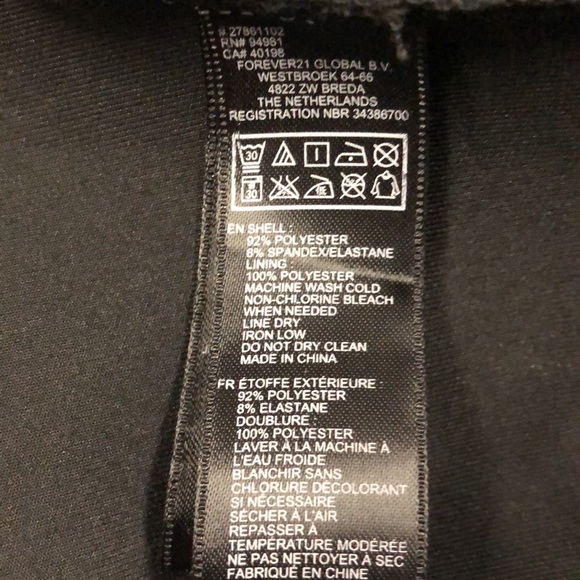 # 27861102
RN# 94981
CA# 40198
FOREVER21 GLOBAL B.V.
WESTBROEK 64-66
4822 ZW BREDA
THE NETHERLANDS
REGISTRATION NBR 34386700
30
30
EN SHELL :
92% POLYESTER
8% SPANDEX/ELASTANE
LINING :
100% POLYESTER
MACHINE WASH COLD
NON-CHLORINE BLEACH
WHEN NEEDED
LINE DRY
IRON LOW
DO NOT DRY CLEAN
MADE IN CHINA
FR ÉTOFFE EXTÉRIEURE :
92% POLYESTER
8% ELASTANE
DOUBLURE :
100% POLYESTER
LAVER À LA MACHINE À
L'EAU FROIDE
BLANCHIR SANS
CHLORURE DÉCOLORANT
SI NÉCESSAIRE
SÉCHER À L'AIR
REPASSER À
TEMPÉRATURE MODÉRÉE
NE PAS NETTOYER À SEC
FABRIQUÉ EN CHINE